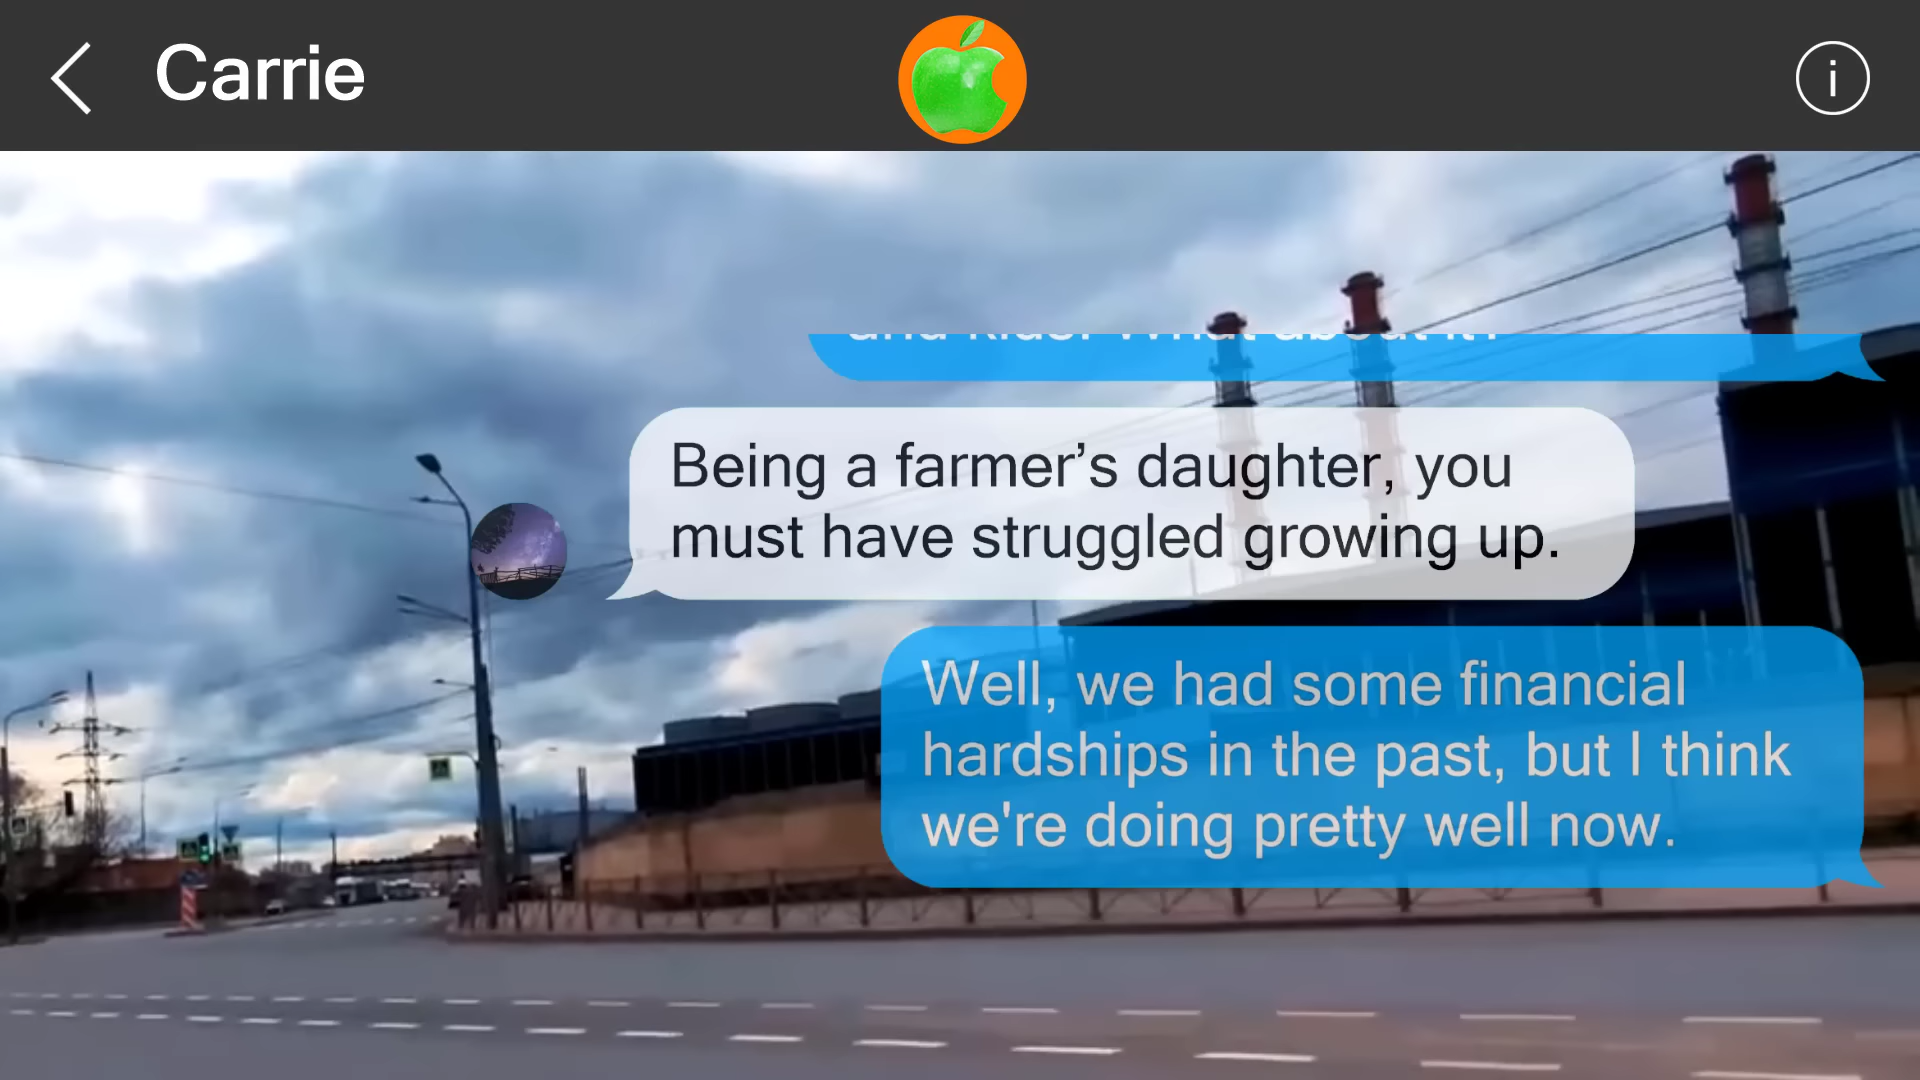 Carrie
Being a farmer’s daughter, you
must have struggled growing up.
Well, we had some financial
hardships in the past, but I think
we're doing pretty well now.